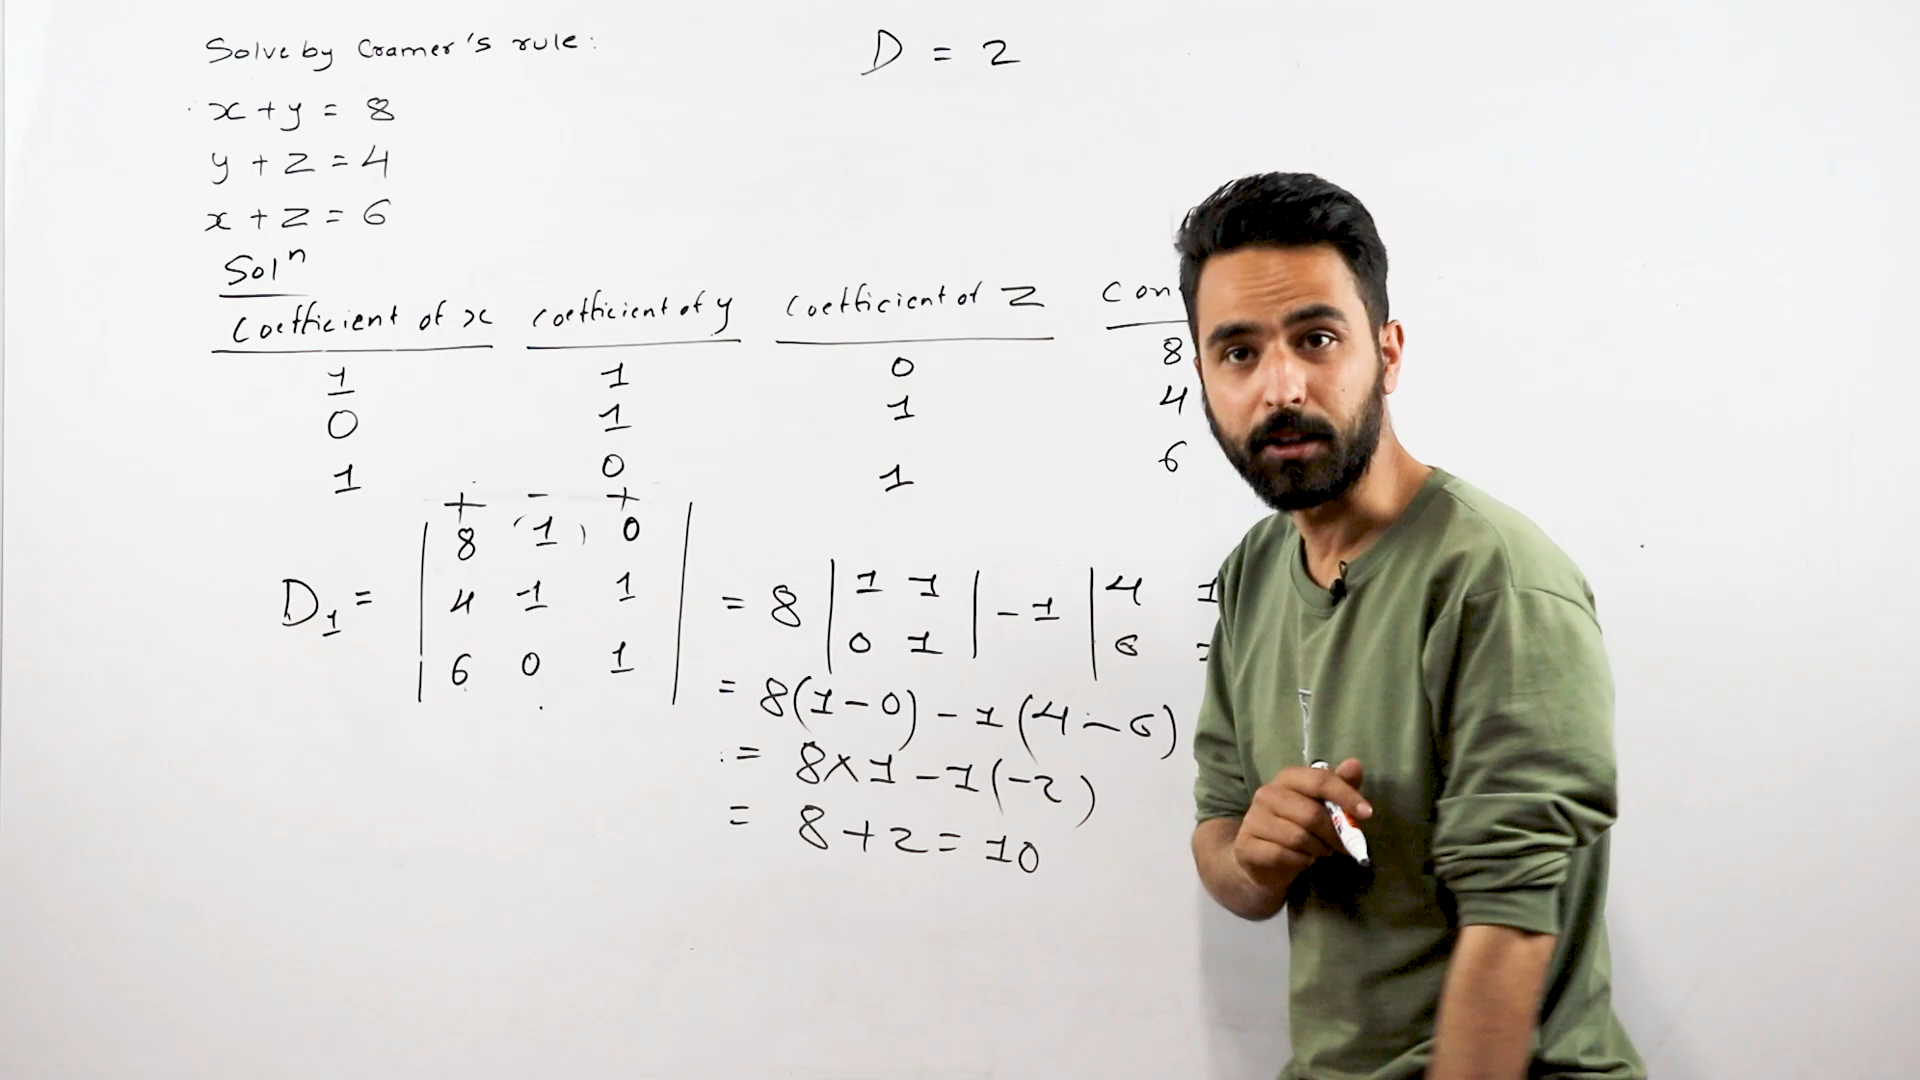 Solve by Cramer's rule:
D = 2
x + y = 8
y + z = 4
x + z = 6
Solⁿ
Coefficient of x coefficient of y coefficient of z Con
1 1 0 8
0 1 1 4
1 0 1 6
+ - +
8 1 0
D₁ = | 4 1 1 | = 8 | 1 1 | - 1 | 4 1
6 0 1 0 1 6
= 8(1 - 0) - 1(4 - 6)
= 8 × 1 - 1(-2)
= 8 + 2 = 10